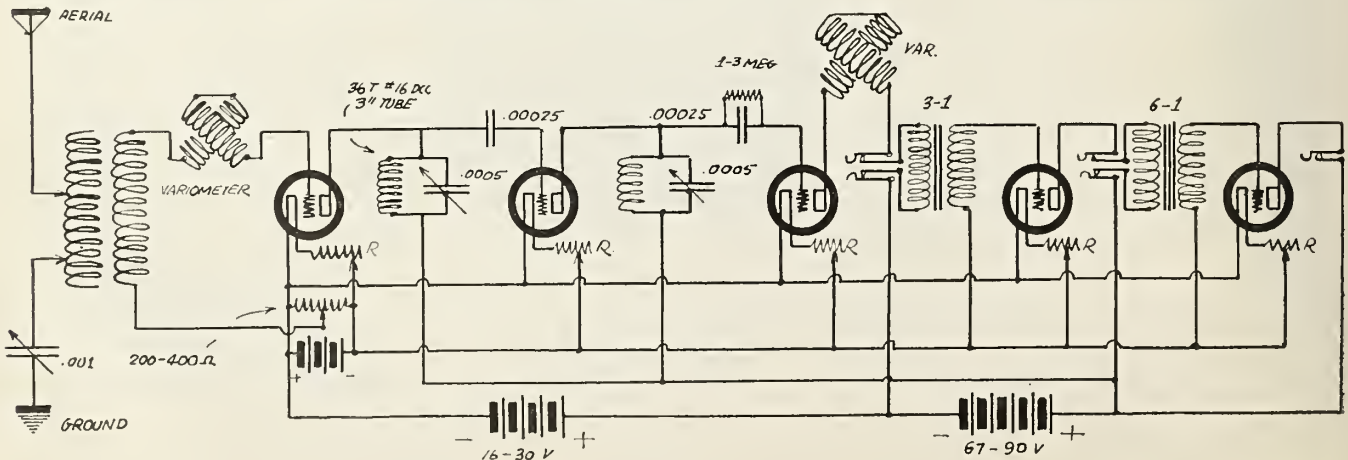 AERIAL
VARIOMETER
36 T #16 DCC
3" TUBE
.00025
.0005
.00025
.0005
1-3 MEG
VAR.
3-1
6-1
R
R.
R
R
R
.001
200-400Ω
+ -
GROUND
- +
16-30 V
- +
67-90 V